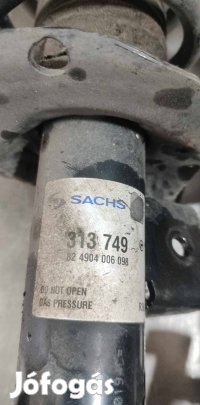 SACHS
313 749
82 4904 006 098
DO NOT OPEN
GAS PRESSURE
Jófogás